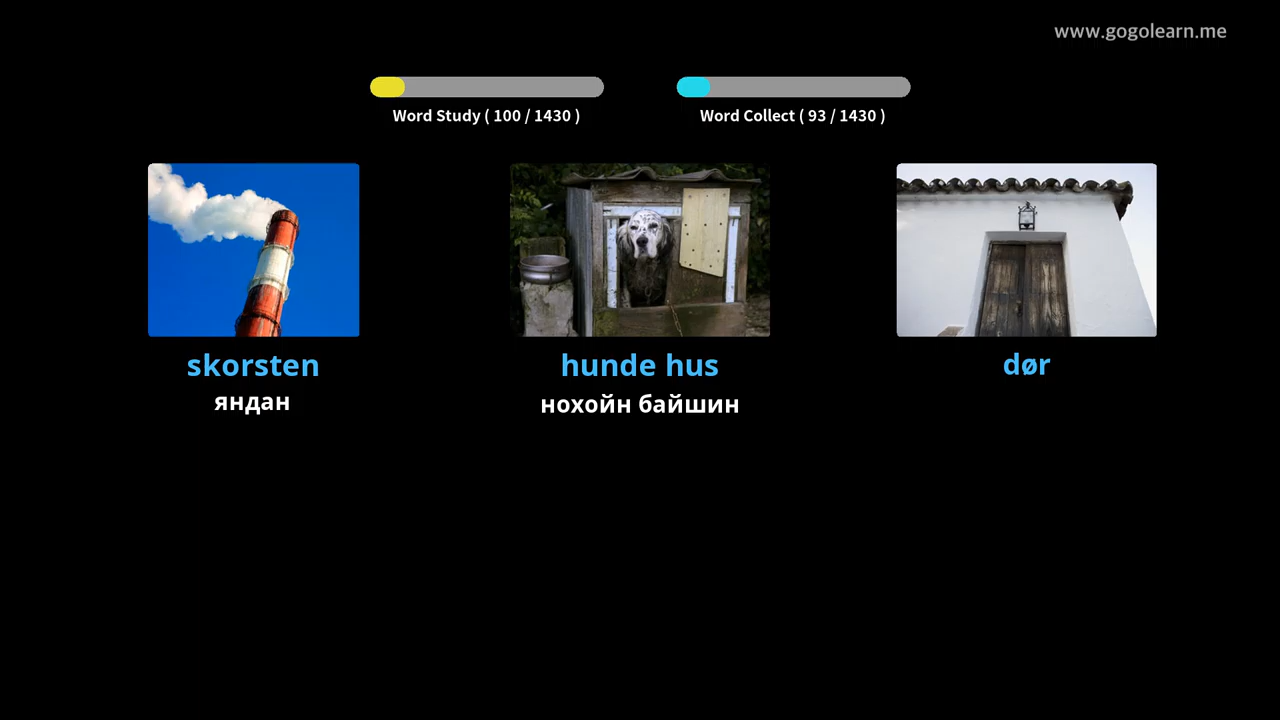 www.gogolearn.me
Word Study ( 100 / 1430 )
Word Collect ( 93 / 1430 )
skorsten
hunde hus
dør
яндан
нохойн байшин